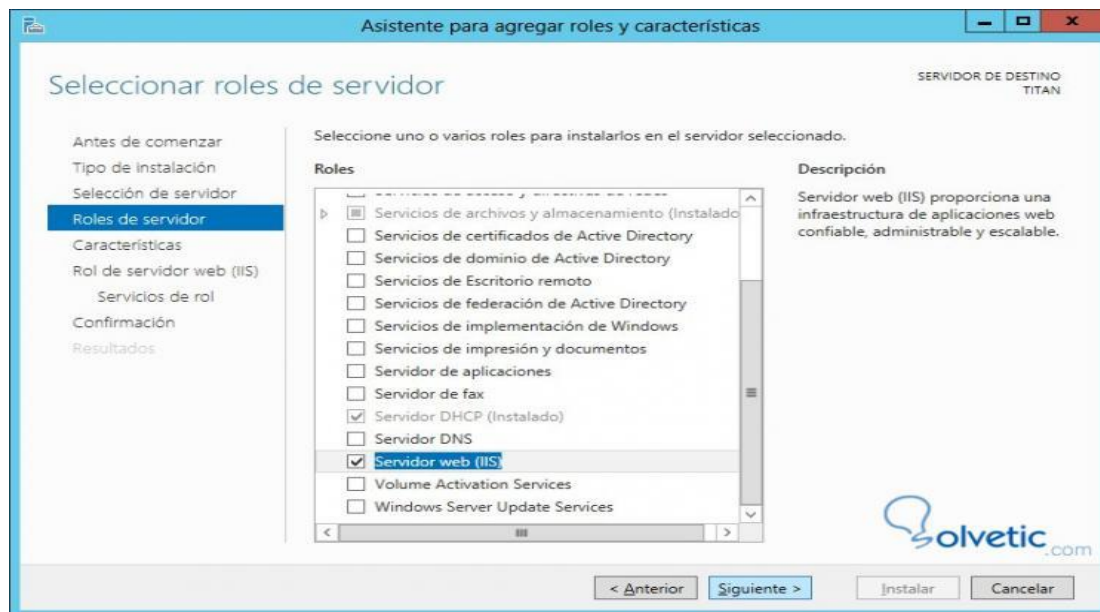 Asistente para agregar roles y características
Seleccionar roles de servidor
SERVIDOR DE DESTINO
TITAN
Antes de comenzar
Tipo de instalación
Selección de servidor
Roles de servidor
Características
Rol de servidor web (IIS)
Servicios de rol
Confirmación
Resultados
Seleccione uno o varios roles para instalarlos en el servidor seleccionado.
Roles
Servicios de archivos y almacenamiento (Instalado
Servicios de certificados de Active Directory
Servicios de dominio de Active Directory
Servicios de Escritorio remoto
Servicios de federación de Active Directory
Servicios de implementación de Windows
Servicios de impresión y documentos
Servidor de aplicaciones
Servidor de fax
Servidor DHCP (Instalado)
Servidor DNS
Servidor web (IIS)
Volume Activation Services
Windows Server Update Services
Descripción
Servidor web (IIS) proporciona una
infraestructura de aplicaciones web
confiable, administrable y escalable.
Solvetic.com
< Anterior
Siguiente >
Instalar
Cancelar